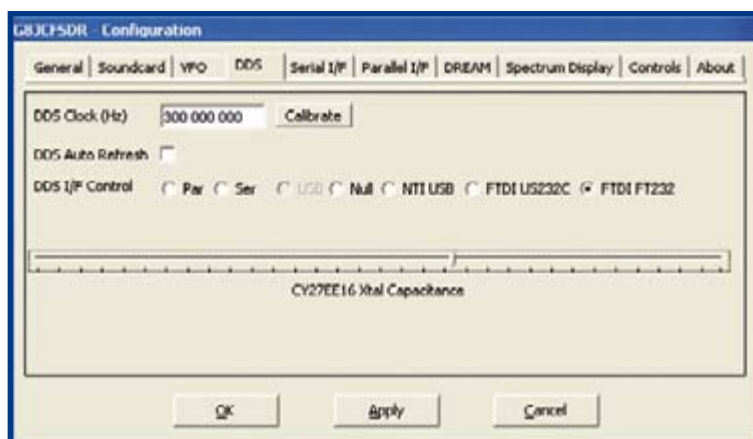 G8JCFSDR - Configuration
General Soundcard VFO DDS Serial I/F Parallel I/F DREAM Spectrum Display Controls About
DDS Clock (Hz) 300 000 000 Calibrate
DDS Auto Refresh
DDS I/F Control Par Ser USB Null NTI USB FTDI US232C FTDI FT232
CY27EE16 Xtal Capacitance
OK Apply Cancel